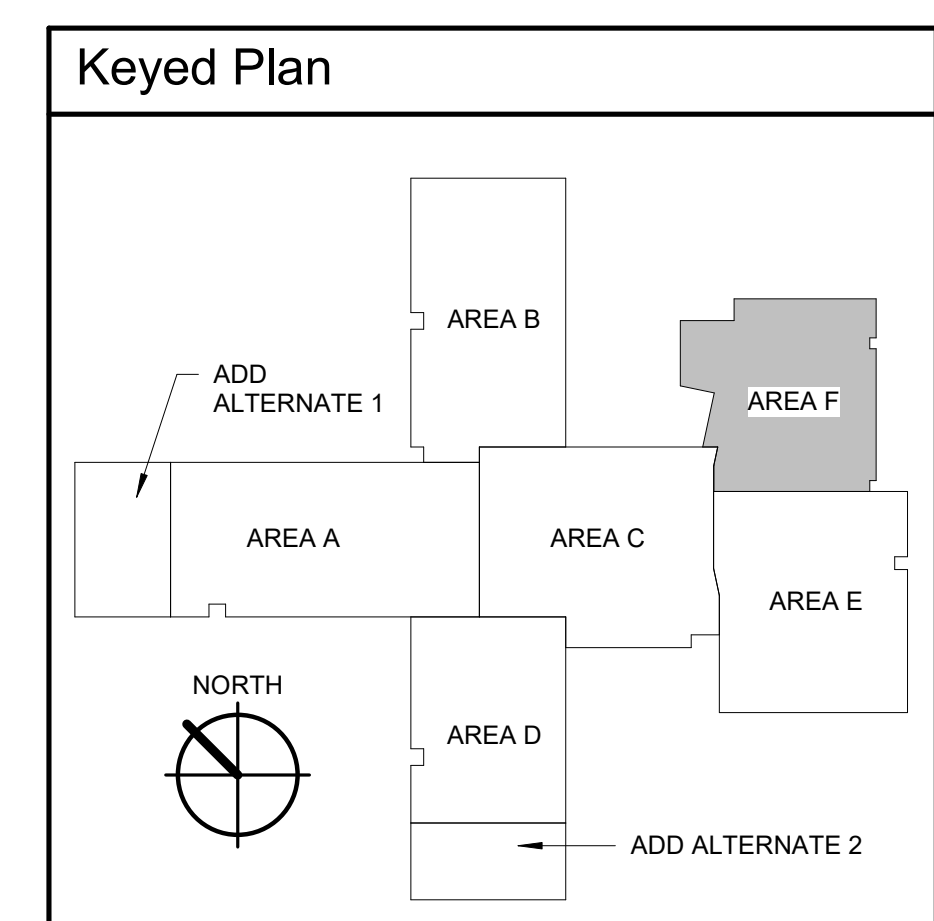 Keyed Plan
AREA B
ADD
ALTERNATE 1
AREA F
AREA A
AREA C
AREA E
NORTH
AREA D
ADD ALTERNATE 2